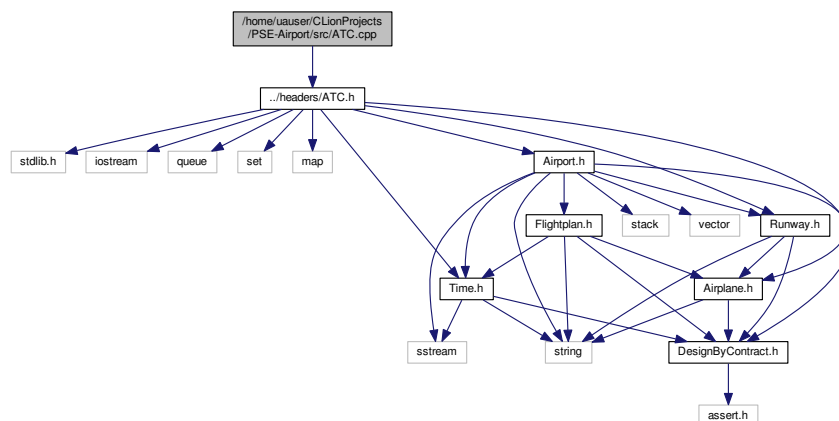 /home/uauser/CLionProjects
/PSE-Airport/src/ATC.cpp
../headers/ATC.h
stdlib.h
iostream
queue
set
map
Airport.h
Flightplan.h
stack
vector
Runway.h
Time.h
Airplane.h
sstream
string
DesignByContract.h
assert.h